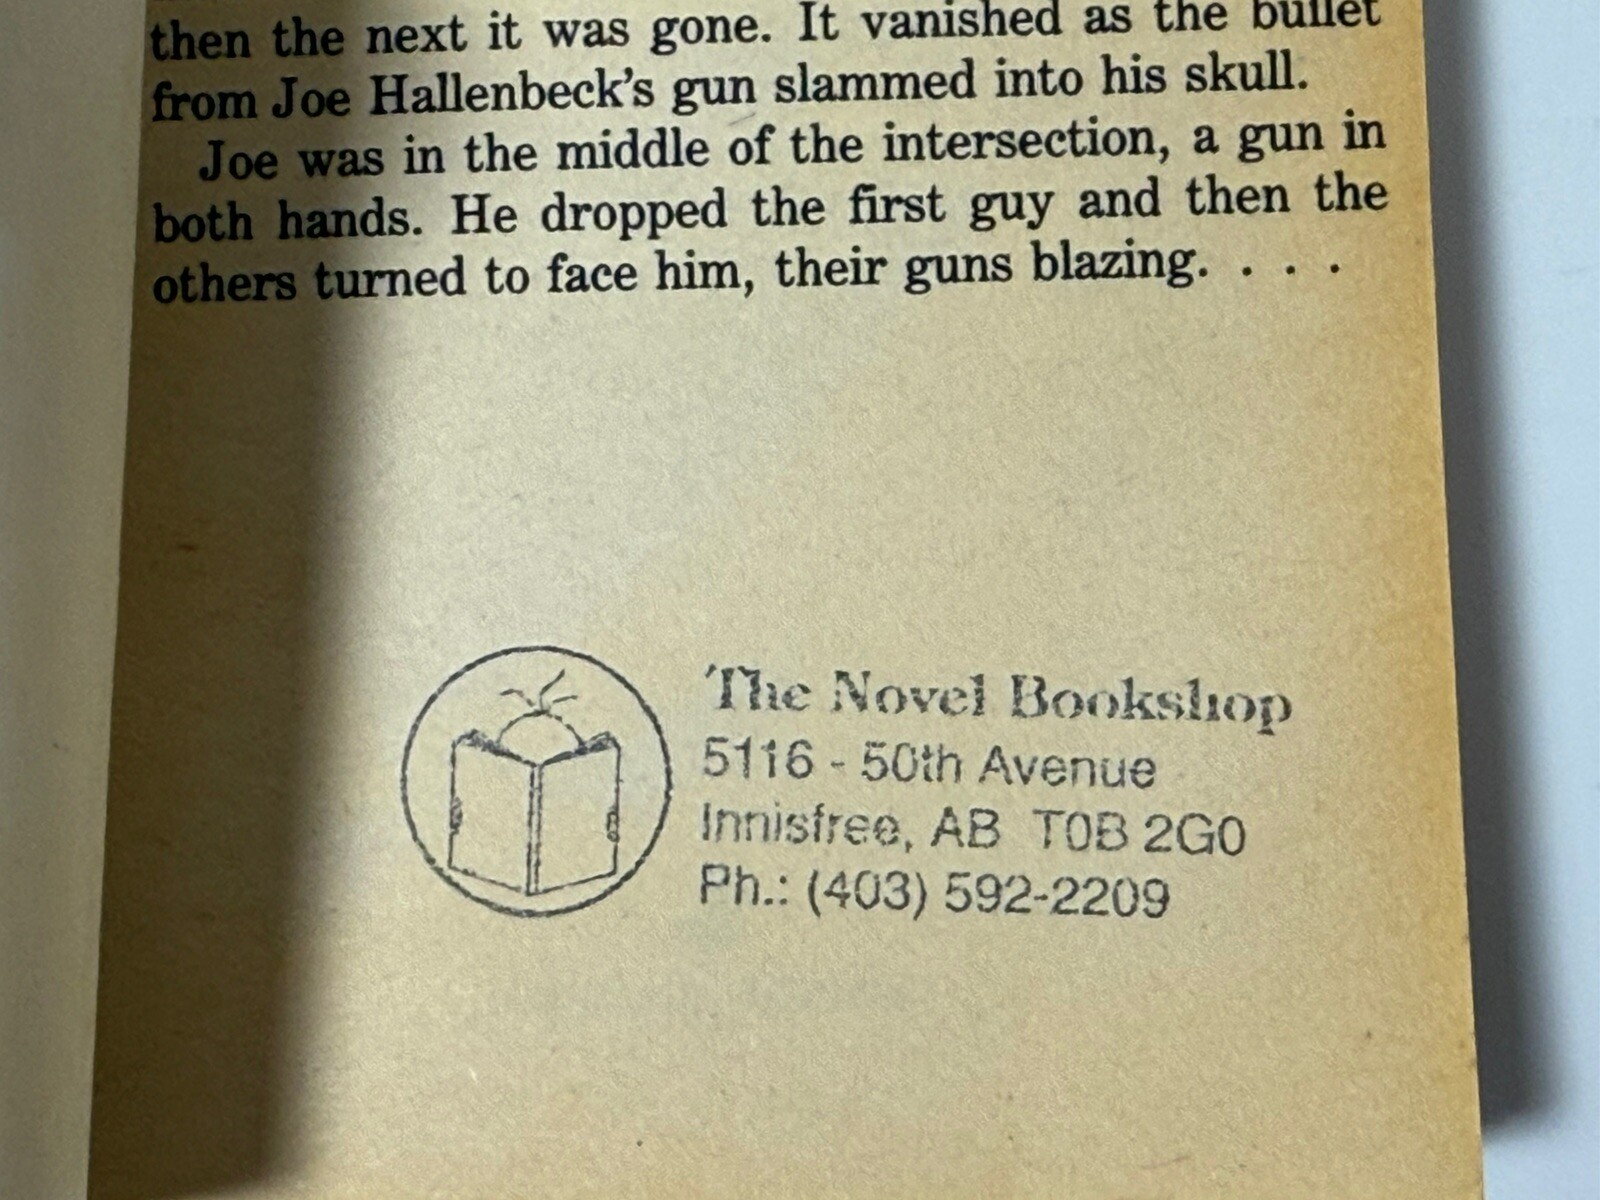 then the next it was gone. It vanished as the bullet
from Joe Hallenbeck's gun slammed into his skull.
Joe was in the middle of the intersection, a gun in
both hands. He dropped the first guy and then the
others turned to face him, their guns blazing. . . .
The Novel Bookshop
5116 - 50th Avenue
Innisfree, AB T0B 2G0
Ph.: (403) 592-2209